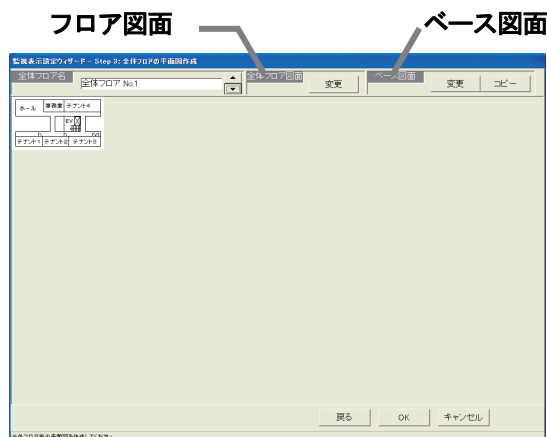 フロア図面 ベース図面
監視表示設定ウィザード - Step 3: 全体フロアの平面図作成
全体フロア名 全体フロア No.1 全体フロア図面 変更 ベース図面 変更 コピー
ホール 事務室 テナント4
EV
テナント1 テナント2 テナント3
戻る OK キャンセル